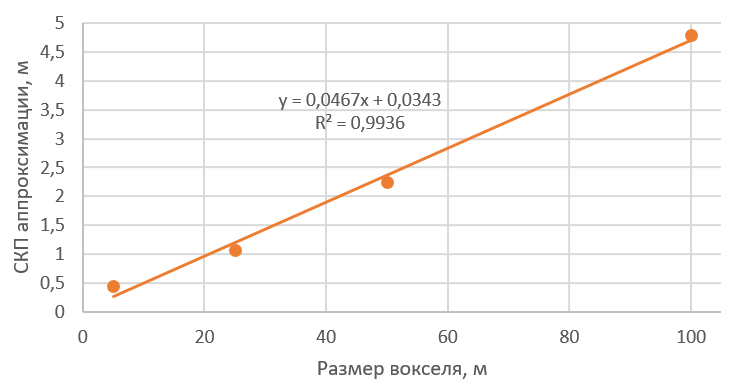 5
4,5
4
3,5
3
2,5
2
1,5
1
0,5
0
СКП аппроксимации, м
y = 0,0467x + 0,0343
R² = 0,9936
0 20 40 60 80 100
Размер вокселя, м